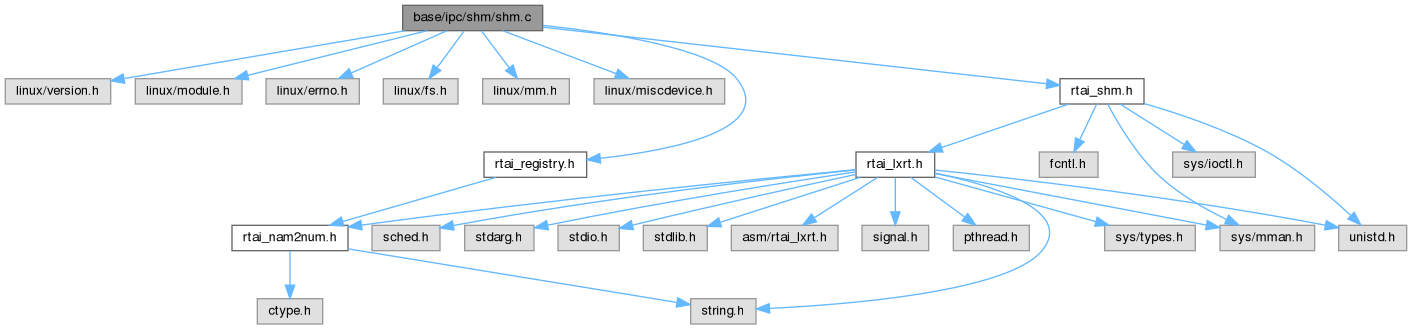 base/ipc/shm/shm.c
linux/version.h
linux/module.h
linux/errno.h
linux/fs.h
linux/mm.h
linux/miscdevice.h
rtai_shm.h
rtai_registry.h
rtai_lxrt.h
fcntl.h
sys/ioctl.h
rtai_nam2num.h
sched.h
stdarg.h
stdio.h
stdlib.h
asm/rtai_lxrt.h
signal.h
pthread.h
sys/types.h
sys/mman.h
unistd.h
ctype.h
string.h